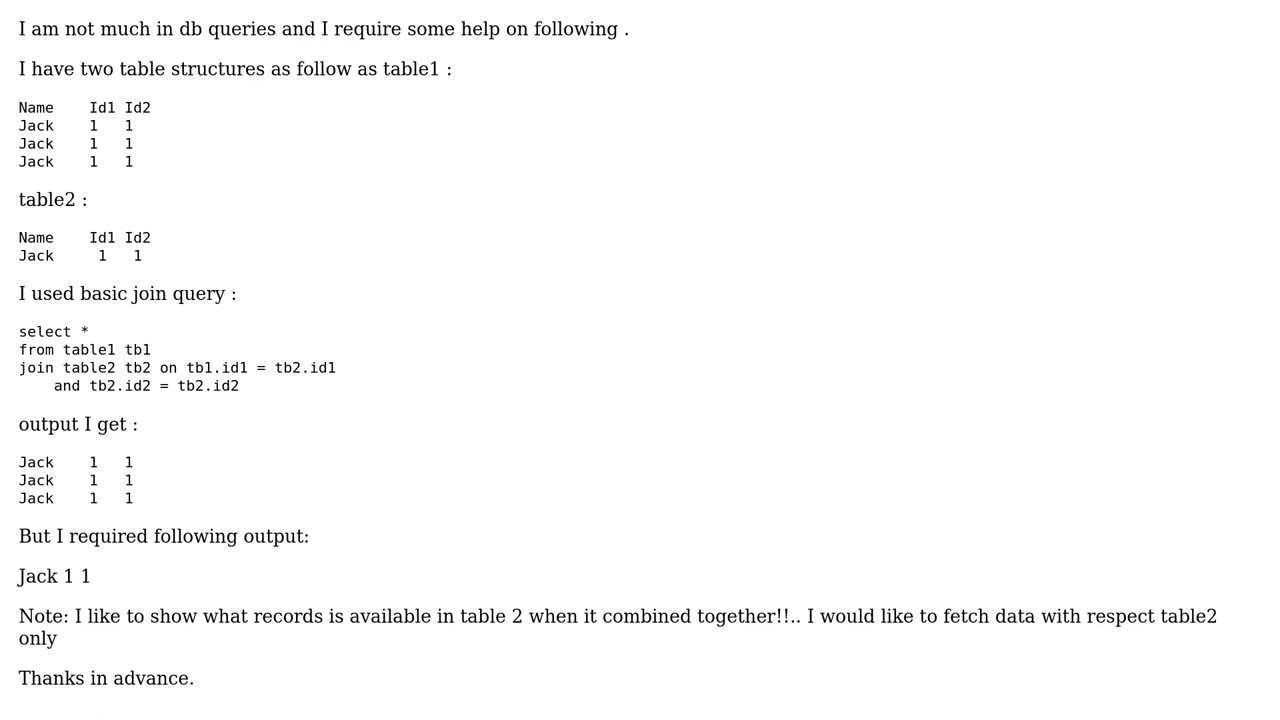 I am not much in db queries and I require some help on following .
I have two table structures as follow as table1 :
Name    Id1 Id2
Jack    1   1
Jack    1   1
Jack    1   1
table2 :
Name    Id1 Id2
Jack     1   1
I used basic join query :
select *
from table1 tb1
join table2 tb2 on tb1.id1 = tb2.id1
    and tb2.id2 = tb2.id2
output I get :
Jack    1   1
Jack    1   1
Jack    1   1
But I required following output:
Jack 1 1
Note: I like to show what records is available in table 2 when it combined together!!.. I would like to fetch data with respect table2
only
Thanks in advance.